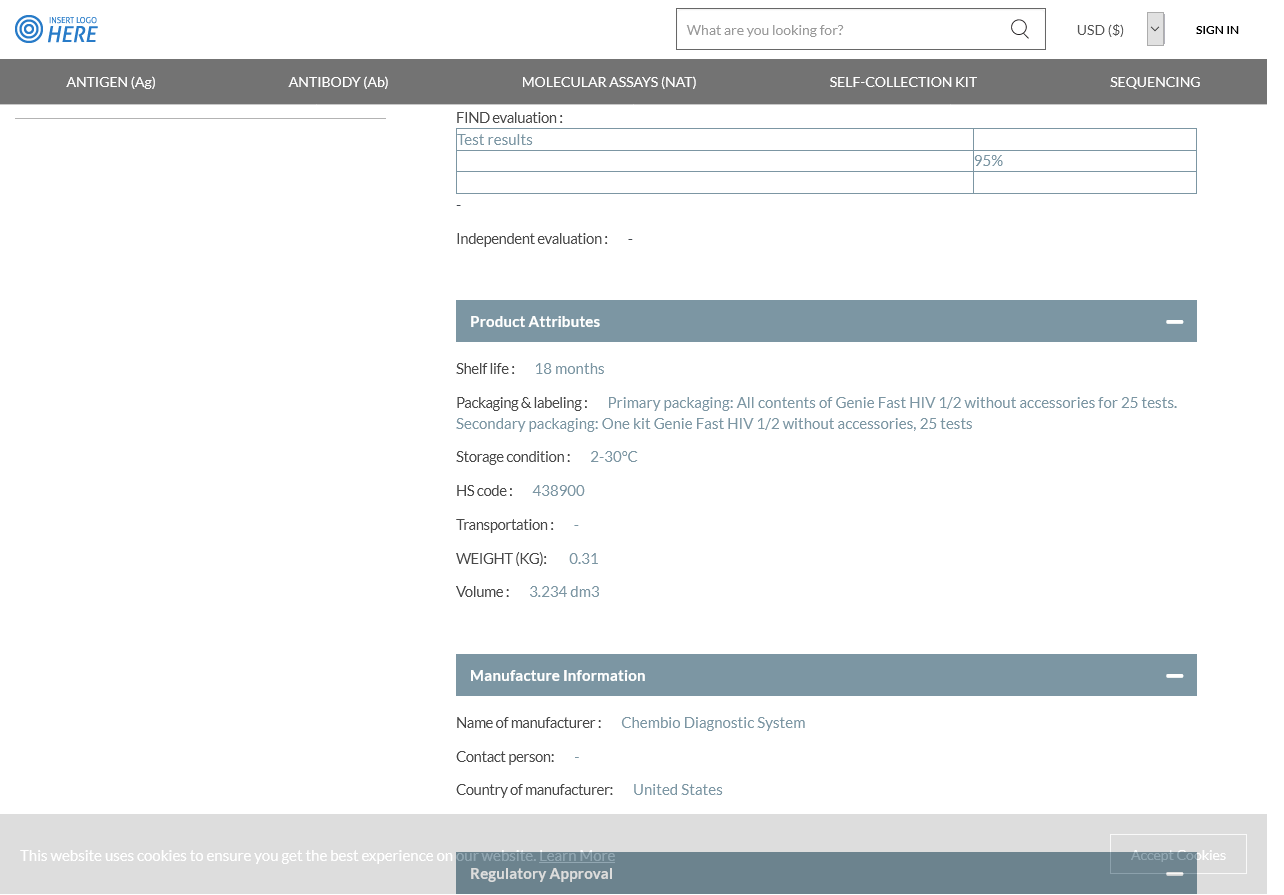 INSERT LOGO
HERE
What are you looking for?
USD ($)
SIGN IN
ANTIGEN (Ag) ANTIBODY (Ab) MOLECULAR ASSAYS (NAT) SELF-COLLECTION KIT SEQUENCING
FIND evaluation :
Test results
95%
-
Independent evaluation : -
Product Attributes
Shelf life : 18 months
Packaging & labeling : Primary packaging: All contents of Genie Fast HIV 1/2 without accessories for 25 tests.
Secondary packaging: One kit Genie Fast HIV 1/2 without accessories, 25 tests
Storage condition : 2-30°C
HS code : 438900
Transportation : -
WEIGHT (KG): 0.31
Volume : 3.234 dm3
Manufacture Information
Name of manufacturer : Chembio Diagnostic System
Contact person: -
Country of manufacturer: United States
This website uses cookies to ensure you get the best experience on our website. Learn More
Accept Cookies
Regulatory Approval